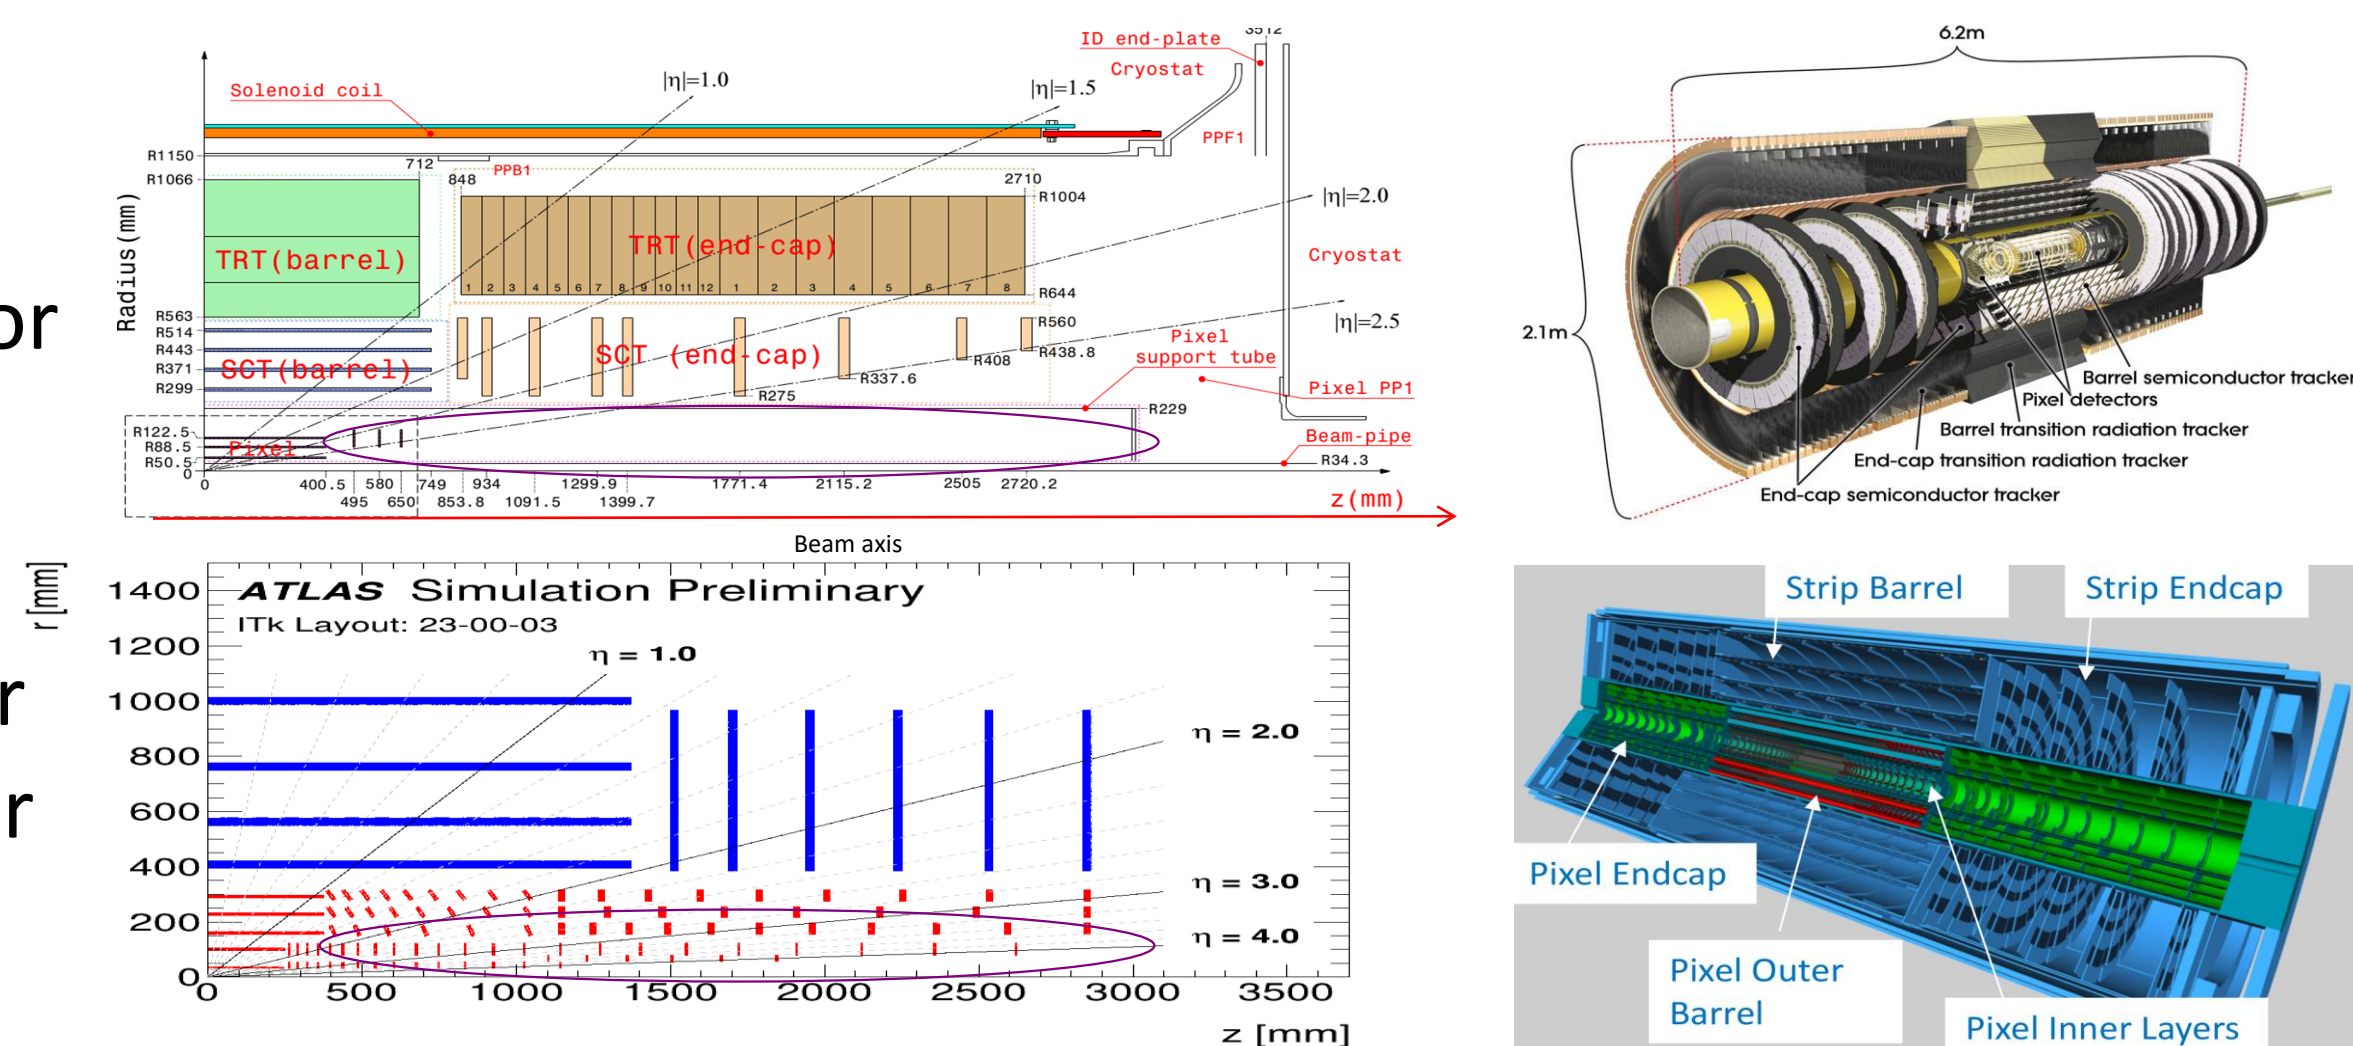 or
r
r
ID end-plate
3512
Cryostat
|η|=1.0
|η|=1.5
Solenoid coil
PPF1
R1150
712
PPB1
R1066
848
2710
R1004
|η|=2.0
Radius(mm)
TRT(barrel)
TRT(end-cap)
Cryostat
1 2 3 4 5 6 7 8 9 10 11 12 1 2 3 4 5 6 7 8
R644
R563
R560
|η|=2.5
R514
R443
SCT(barrel)
SCT (end-cap)
R438.8
Pixel
support tube
R408
R371
R337.6
R299
R275
Pixel PP1
R229
R122.5
R88.5
Pixel
Beam-pipe
R50.5
R34.3
0
0
400.5 580 749 934 1299.9 1771.4 2115.2 2505 2720.2
495 650 853.8 1091.5 1399.7
z(mm)
Beam axis
6.2m
2.1m
Barrel semiconductor tracker
Pixel detectors
Barrel transition radiation tracker
End-cap transition radiation tracker
End-cap semiconductor tracker
r [mm]
ATLAS Simulation Preliminary
ITk Layout: 23-00-03
η = 1.0
η = 2.0
η = 3.0
η = 4.0
1400
1200
1000
800
600
400
200
0
0 500 1000 1500 2000 2500 3000 3500
z [mm]
Strip Barrel
Strip Endcap
Pixel Endcap
Pixel Outer
Barrel
Pixel Inner Layers